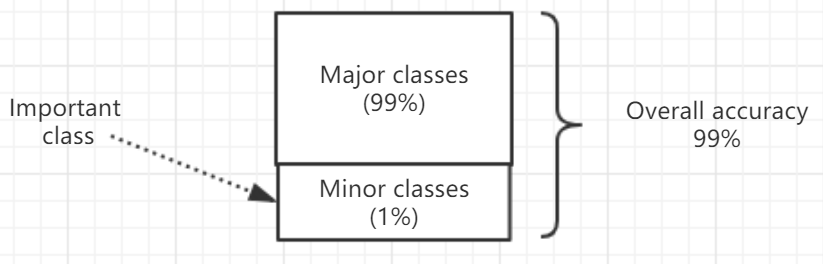 Important
class
Major classes
(99%)
Minor classes
(1%)
Overall accuracy
99%